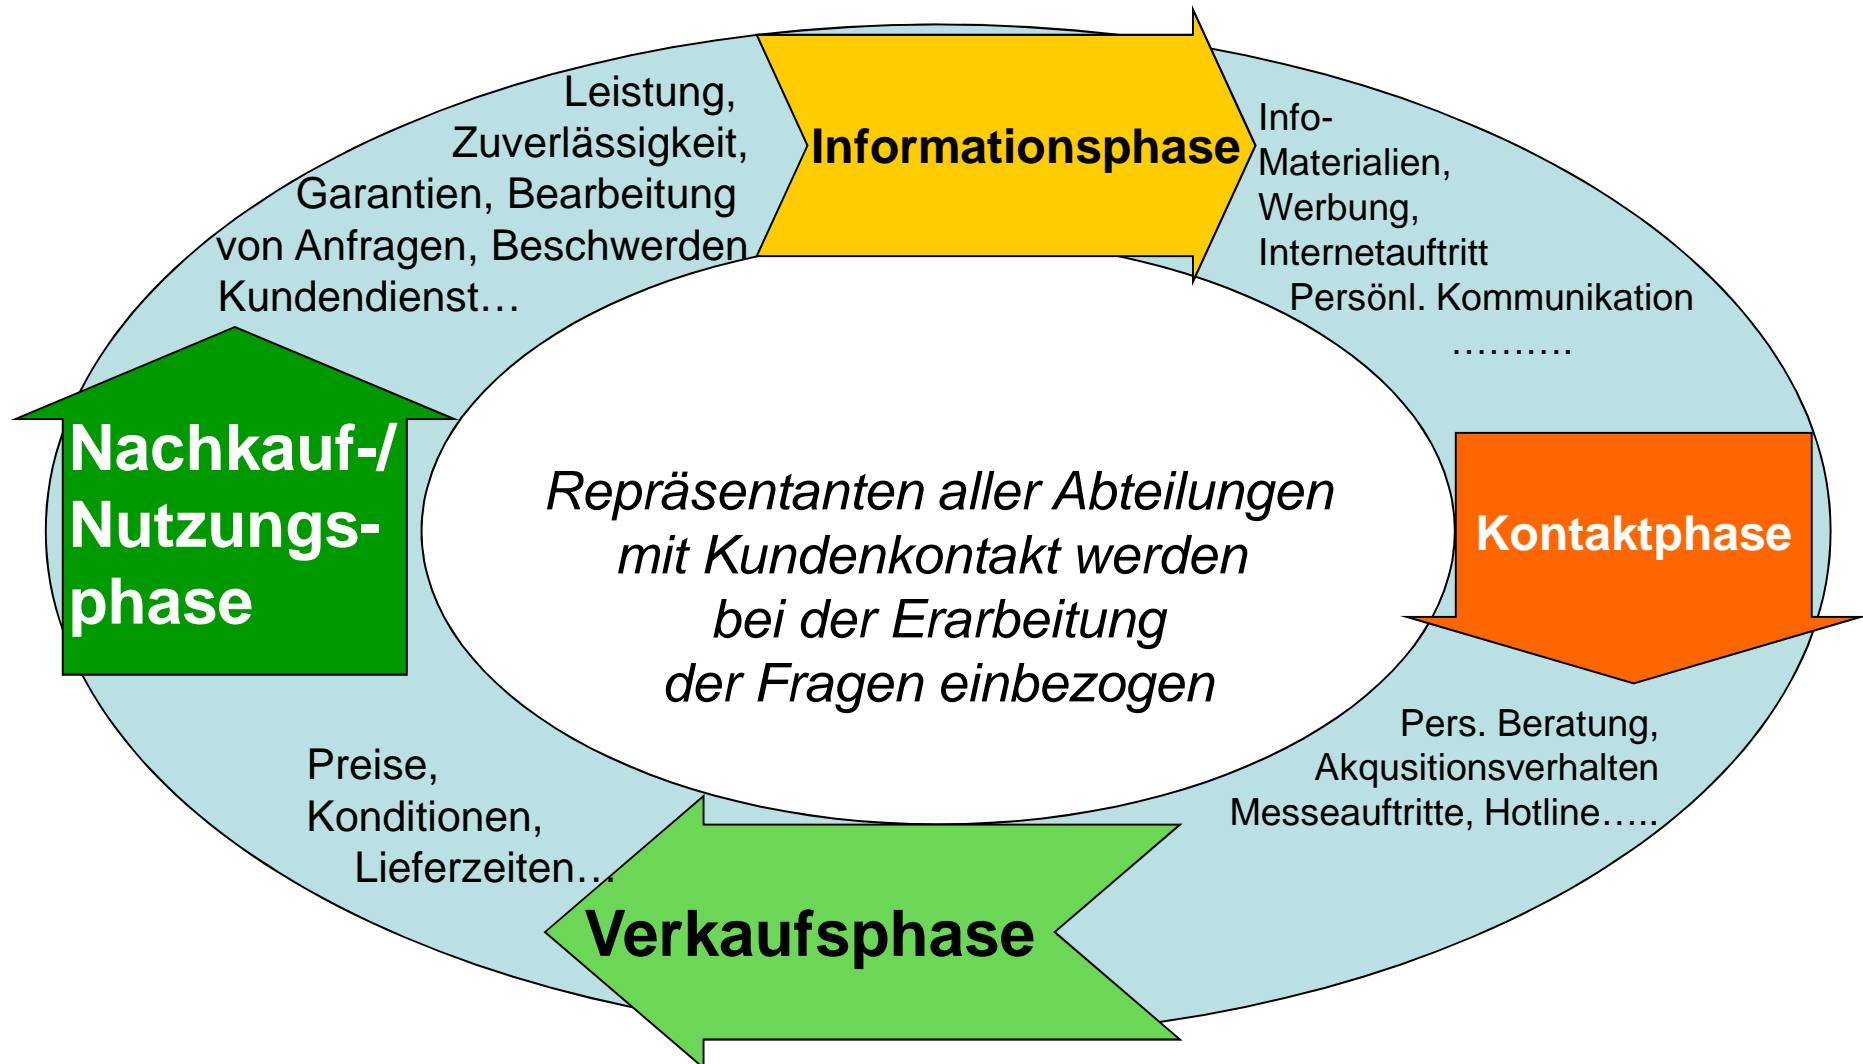 Informationsphase
Info-
Materialien,
Werbung,
Internetauftritt
Persönl. Kommunikation
……….
Kontaktphase
Pers. Beratung,
Akqusitionsverhalten
Messeauftritte, Hotline…..
Verkaufsphase
Preise,
Konditionen,
Lieferzeiten…
Nachkauf-/
Nutzungs-
phase
Leistung,
Zuverlässigkeit,
Garantien, Bearbeitung
von Anfragen, Beschwerden
Kundendienst…
Repräsentanten aller Abteilungen
mit Kundenkontakt werden
bei der Erarbeitung
der Fragen einbezogen